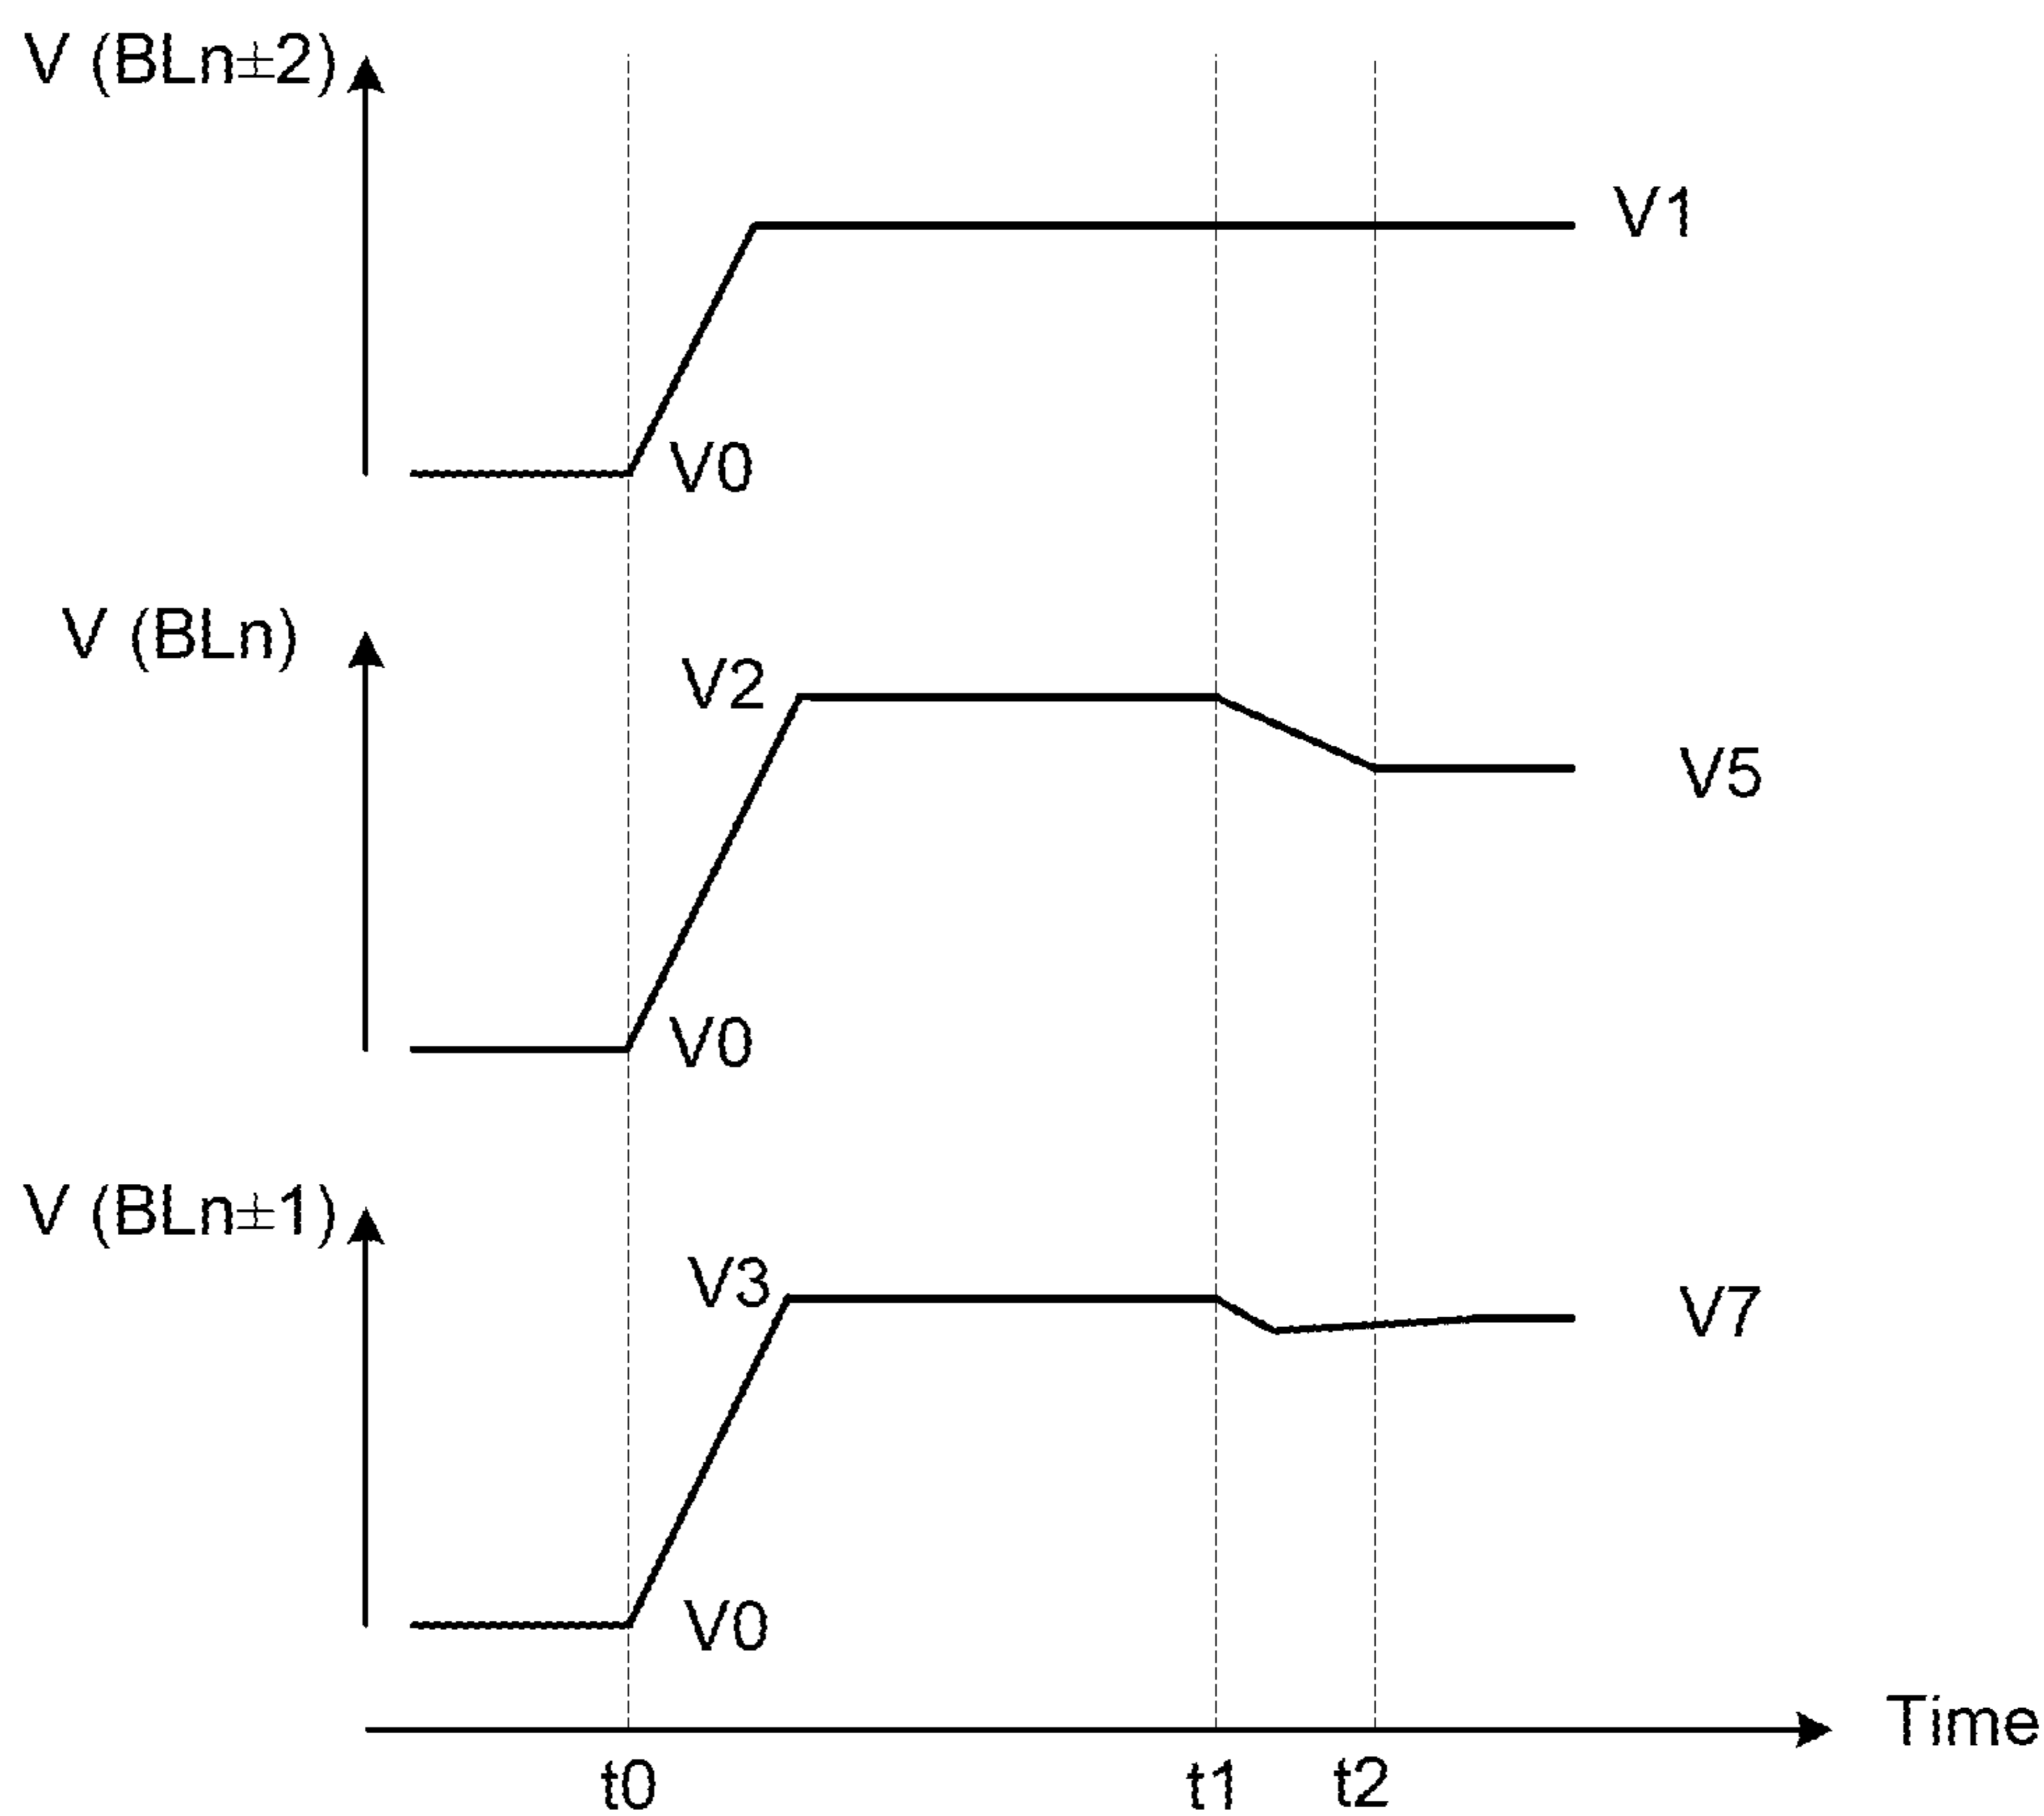 V (BLn±2)
V1
V0
V (BLn)
V2
V5
V0
V (BLn±1)
V3
V7
V0
Time
t0
t1
t2